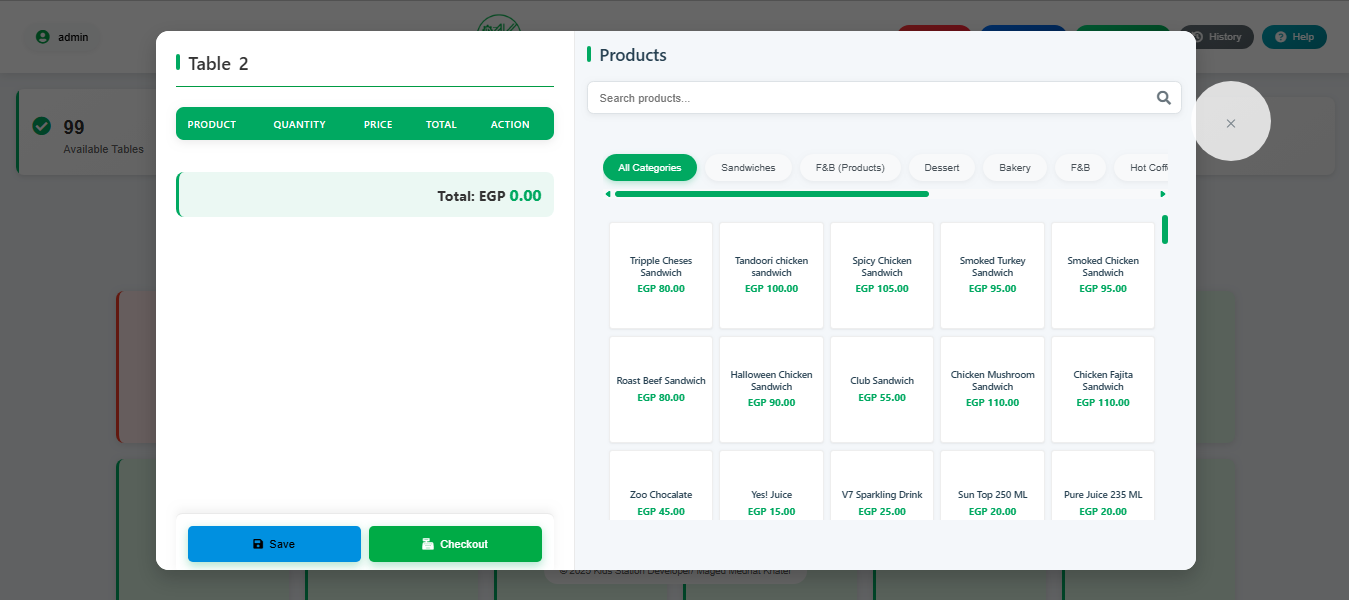 admin
History
Help
99
Available Tables
Table 2
PRODUCT QUANTITY PRICE TOTAL ACTION
Total: EGP 0.00
Save
Checkout
Products
Search products...
×
All Categories Sandwiches F&B (Products) Dessert Bakery F&B Hot Coff
Tripple Cheses
Sandwich
EGP 80.00
Tandoori chicken
sandwich
EGP 100.00
Spicy Chicken
Sandwich
EGP 105.00
Smoked Turkey
Sandwich
EGP 95.00
Smoked Chicken
Sandwich
EGP 95.00
Roast Beef Sandwich
EGP 80.00
Halloween Chicken
Sandwich
EGP 90.00
Club Sandwich
EGP 55.00
Chicken Mushroom
Sandwich
EGP 110.00
Chicken Fajita
Sandwich
EGP 110.00
Zoo Chocalate
EGP 45.00
Yes! Juice
EGP 15.00
V7 Sparkling Drink
EGP 25.00
Sun Top 250 ML
EGP 20.00
Pure Juice 235 ML
EGP 20.00
© 2025 Kids Station Developer/ Maged Medhat Khater